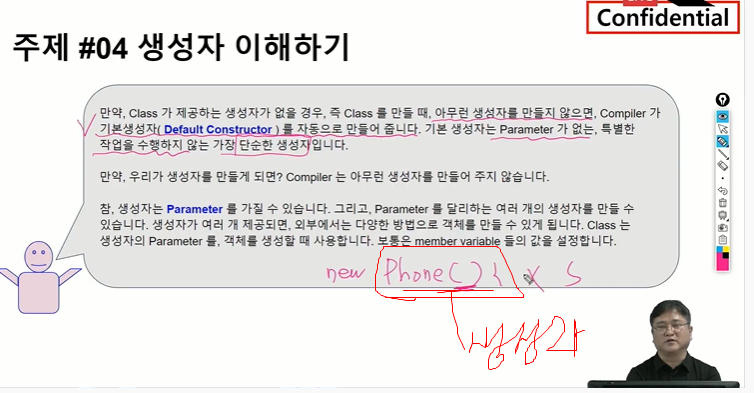 Confidential
주제 #04 생성자 이해하기
만약, Class 가 제공하는 생성자가 없을 경우, 즉 Class 를 만들 때, 아무런 생성자를 만들지 않으면, Compiler 가
기본생성자( Default Constructor ) 를 자동으로 만들어 줍니다. 기본 생성자는 Parameter 가 없는, 특별한
작업을 수행하지 않는 가장 단순한 생성자입니다.
만약, 우리가 생성자를 만들게 되면? Compiler 는 아무런 생성자를 만들어 주지 않습니다.
참, 생성자는 Parameter 를 가질 수 있습니다. 그리고, Parameter 를 달리하는 여러 개의 생성자를 만들 수
있습니다. 생성자가 여러 개 제공되면, 외부에서는 다양한 방법으로 객체를 만들 수 있게 됩니다. Class 는
생성자의 Parameter 를, 객체를 생성할 때 사용합니다. 보통은 member variable 들의 값을 설정합니다.
new Phone() {
생성자